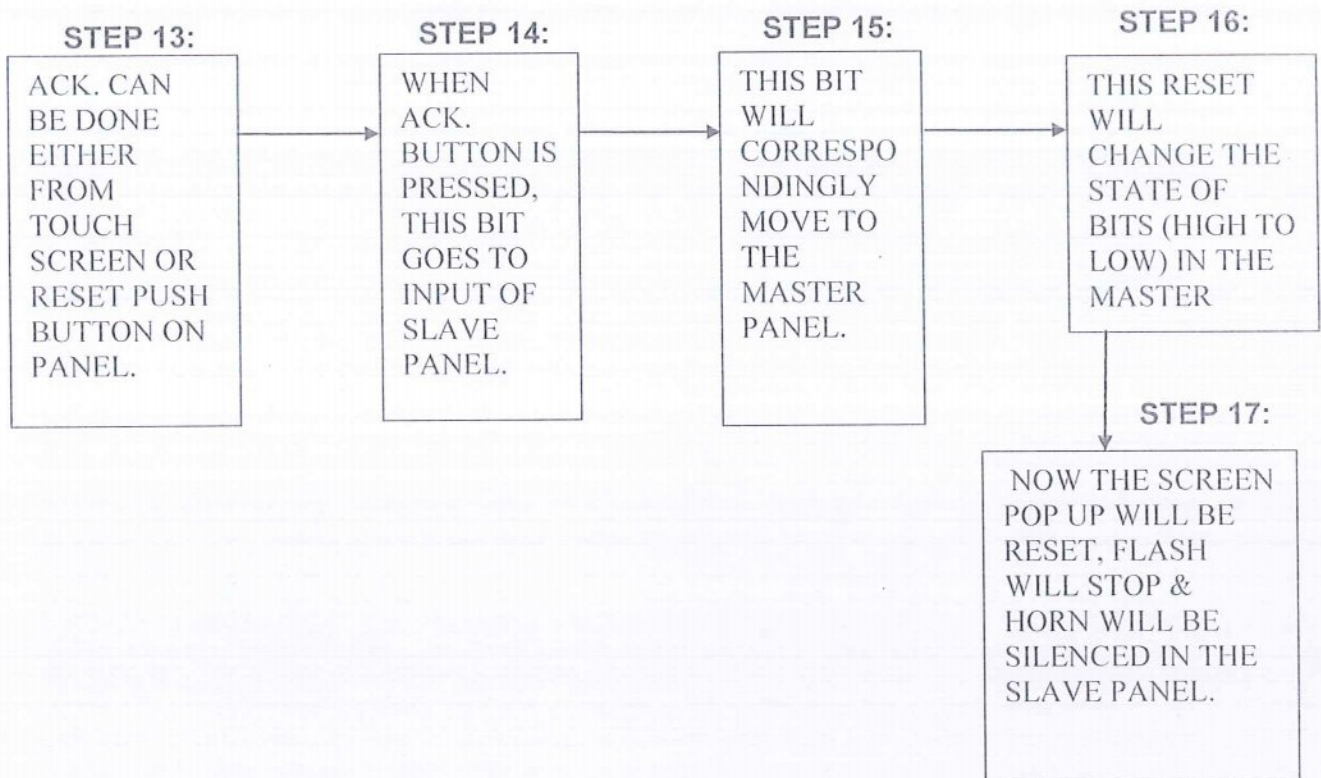 STEP 13:
ACK. CAN
BE DONE
EITHER
FROM
TOUCH
SCREEN OR
RESET PUSH
BUTTON ON
PANEL.
STEP 14:
WHEN
ACK.
BUTTON IS
PRESSED,
THIS BIT
GOES TO
INPUT OF
SLAVE
PANEL.
STEP 15:
THIS BIT
WILL
CORRESPO
NDINGLY
MOVE TO
THE
MASTER
PANEL.
STEP 16:
THIS RESET
WILL
CHANGE THE
STATE OF
BITS (HIGH TO
LOW) IN THE
MASTER
STEP 17:
NOW THE SCREEN
POP UP WILL BE
RESET, FLASH
WILL STOP &
HORN WILL BE
SILENCED IN THE
SLAVE PANEL.